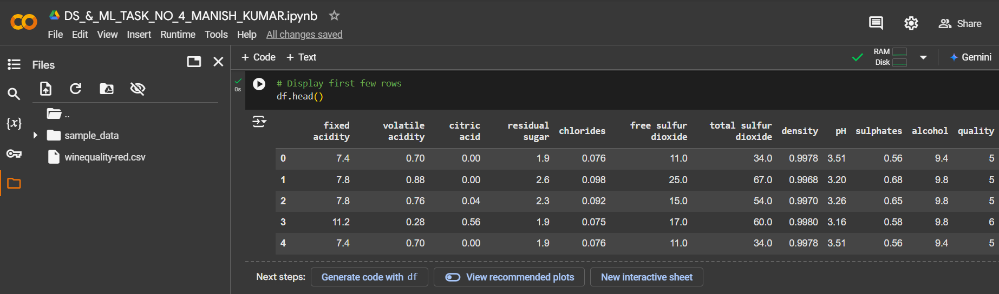 DS_&_ML_TASK_NO_4_MANISH_KUMAR.ipynb
File Edit View Insert Runtime Tools Help All changes saved
Share
Files
..
sample_data
winequality-red.csv
{x}
+ Code + Text
RAM
Disk
Gemini
0s
# Display first few rows
df.head()
fixed acidity volatile acidity citric acid residual sugar chlorides free sulfur dioxide total sulfur dioxide density pH sulphates alcohol quality
0 7.4 0.70 0.00 1.9 0.076 11.0 34.0 0.9978 3.51 0.56 9.4 5
1 7.8 0.88 0.00 2.6 0.098 25.0 67.0 0.9968 3.20 0.68 9.8 5
2 7.8 0.76 0.04 2.3 0.092 15.0 54.0 0.9970 3.26 0.65 9.8 5
3 11.2 0.28 0.56 1.9 0.075 17.0 60.0 0.9980 3.16 0.58 9.8 6
4 7.4 0.70 0.00 1.9 0.076 11.0 34.0 0.9978 3.51 0.56 9.4 5
Next steps: Generate code with df View recommended plots New interactive sheet